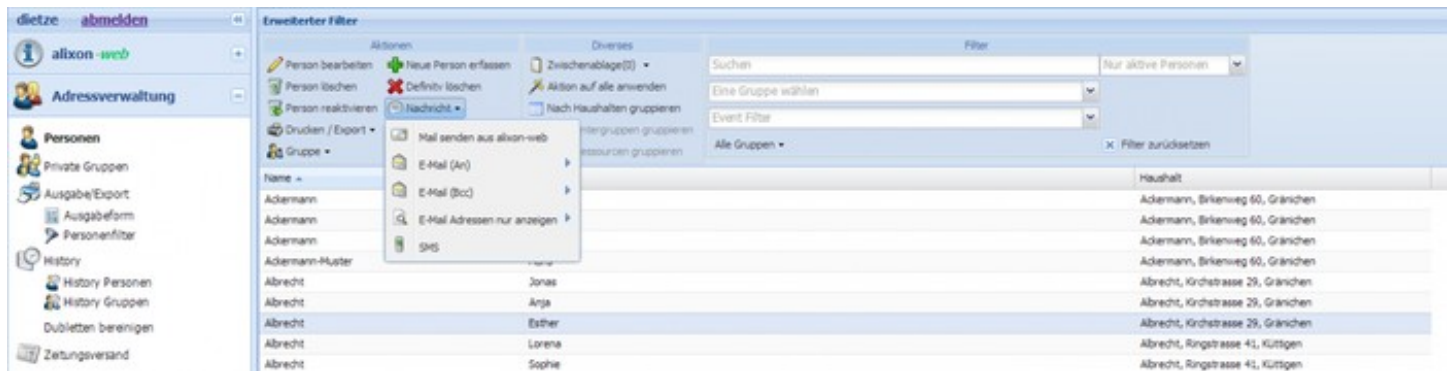 dietze abmelden
alixon-web
Adressverwaltung
Personen
Private Gruppen
Ausgabe/Export
Ausgabeform
Personenfilter
History
History Personen
History Gruppen
Dubletten bereinigen
Zeitungsversand
Erweiterter Filter
Aktionen
Person bearbeiten Neue Person erfassen
Person löschen Definitv löschen
Person reaktivieren Nachricht
Drucken / Export
Gruppe
Mail senden aus alixon-web
E-Mail (An)
E-Mail (Bcc)
E-Mail Adressen nur anzeigen
SMS
Diverses
Zwischenablage(0)
Aktion auf alle anwenden
Nach Haushalten gruppieren
gruppieren
gruppieren
Filter
Suchen Nur aktive Personen
Eine Gruppe wählen
Event Filter
Alle Gruppen Filter zurücksetzen
Name Haushalt
Ackermann Ackermann, Birkenweg 60, Gränichen
Ackermann Ackermann, Birkenweg 60, Gränichen
Ackermann Ackermann, Birkenweg 60, Gränichen
Ackermann-Muster Ackermann, Birkenweg 60, Gränichen
Albrecht Jonas Albrecht, Kirchstrasse 29, Gränichen
Albrecht Anja Albrecht, Kirchstrasse 29, Gränichen
Albrecht Esther Albrecht, Kirchstrasse 29, Gränichen
Albrecht Lorena Albrecht, Ringstrasse 41, Küttigen
Albrecht Sophie Albrecht, Ringstrasse 41, Küttigen